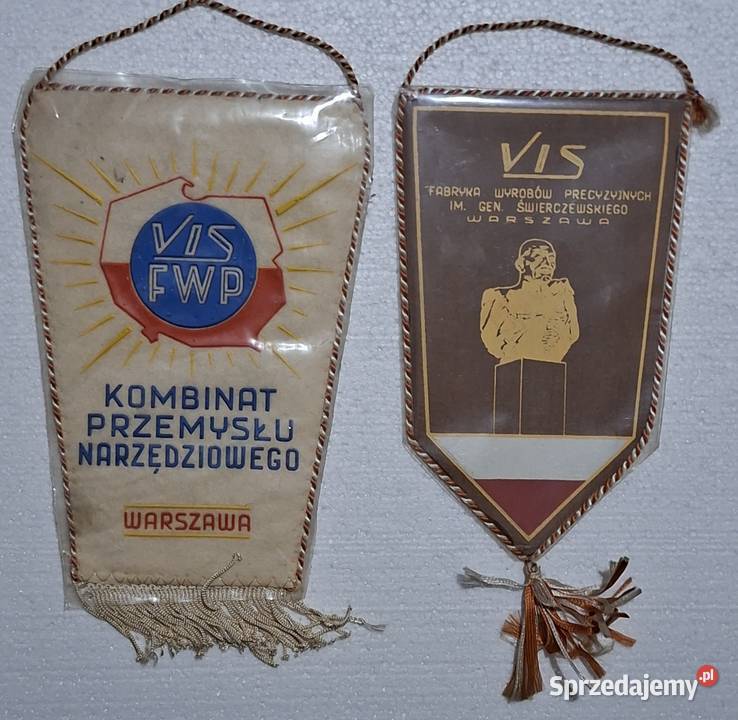 VIS
FWP
KOMBINAT
PRZEMYSŁU
NARZĘDZIOWEGO
WARSZAWA
VIS
FABRYKA WYROBÓW PRECYZYJNYCH
IM. GEN. ŚWIERCZEWSKIEGO
WARSZAWA
Sprzedajemy.pl